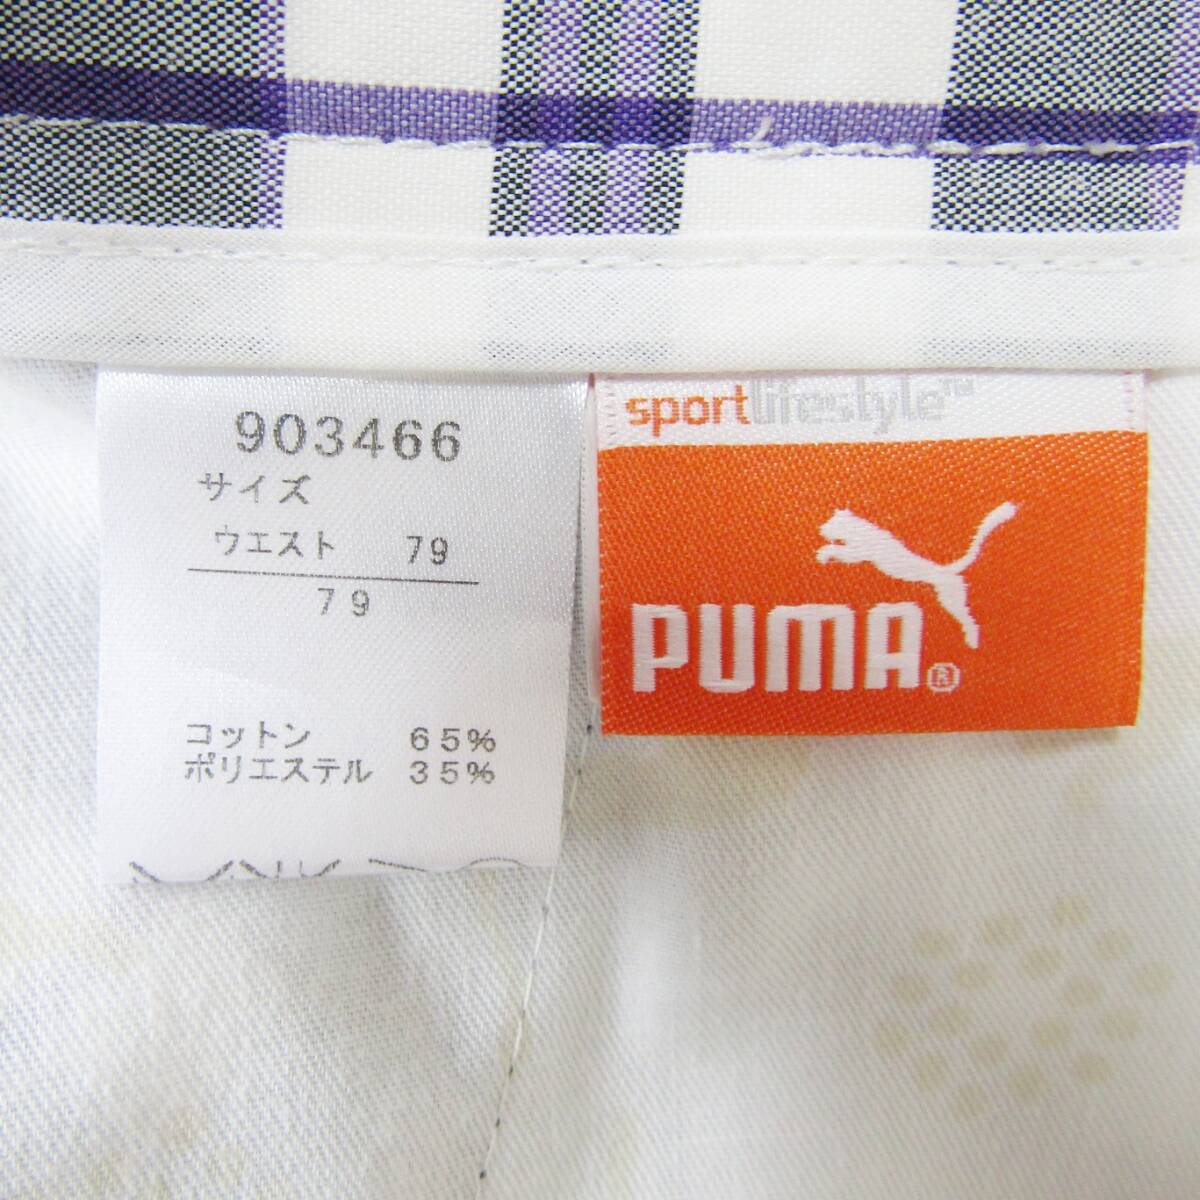 903466
サイズ
ウエスト 79
79
コットン 65%
ポリエステル 35%
sportlifestyle™
PUMA®